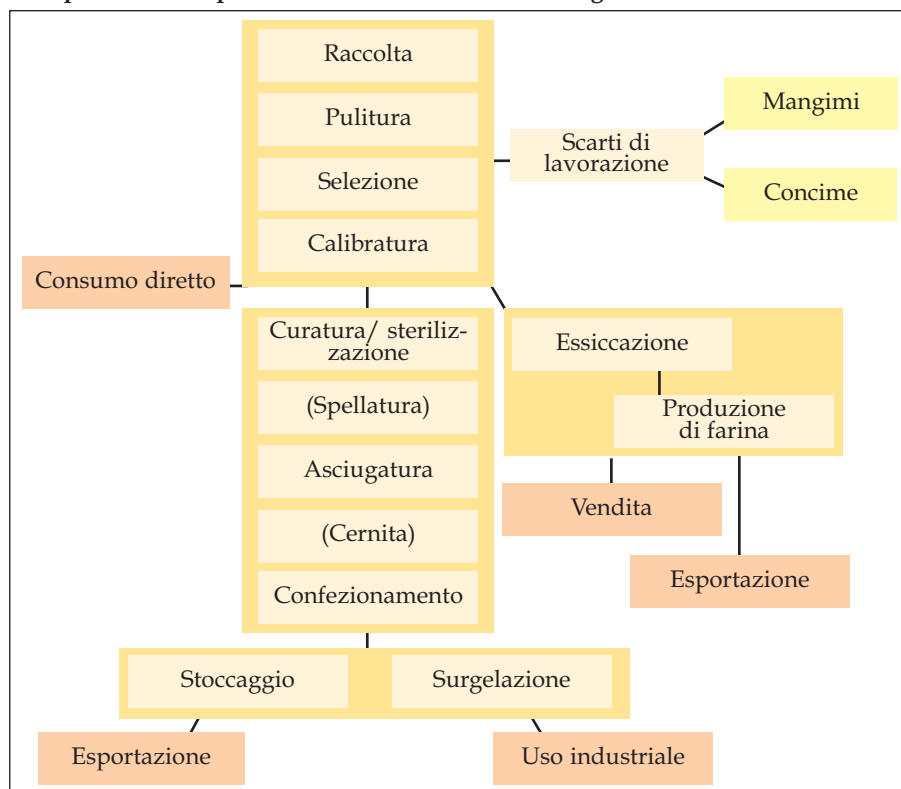 Raccolta
Pulitura
Selezione
Calibratura
Scarti di
lavorazione
Mangimi
Concime
Consumo diretto
Curatura/ steriliz-
zazione
(Spellatura)
Asciugatura
(Cernita)
Confezionamento
Essiccazione
Produzione
di farina
Vendita
Esportazione
Stoccaggio
Surgelazione
Esportazione
Uso industriale